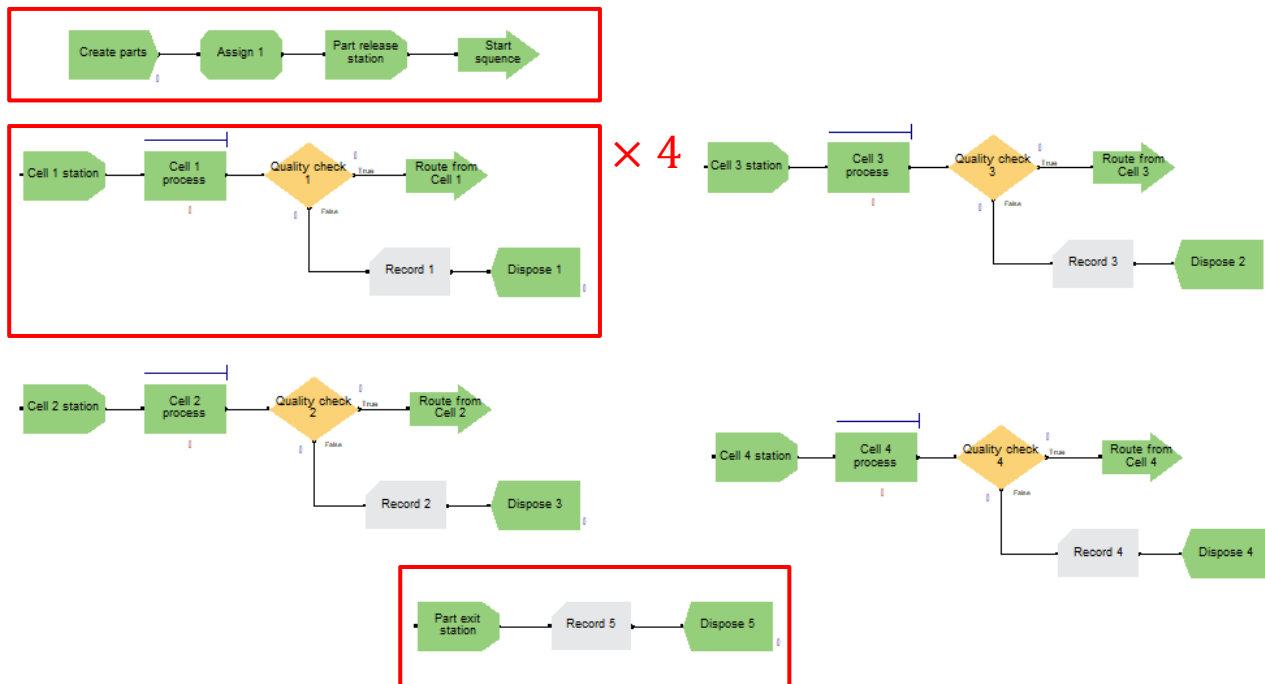 Create parts
Assign 1
Part release
station
Start
squence
Cell 1 station
Cell 1
process
Quality check
1
True
False
Route from
Cell 1
Record 1
Dispose 1
× 4
Cell 3 station
Cell 3
process
Quality check
3
True
False
Route from
Cell 3
Record 3
Dispose 2
Cell 2 station
Cell 2
process
Quality check
2
True
False
Route from
Cell 2
Record 2
Dispose 3
Cell 4 station
Cell 4
process
Quality check
4
True
False
Route from
Cell 4
Record 4
Dispose 4
Part exit
station
Record 5
Dispose 5